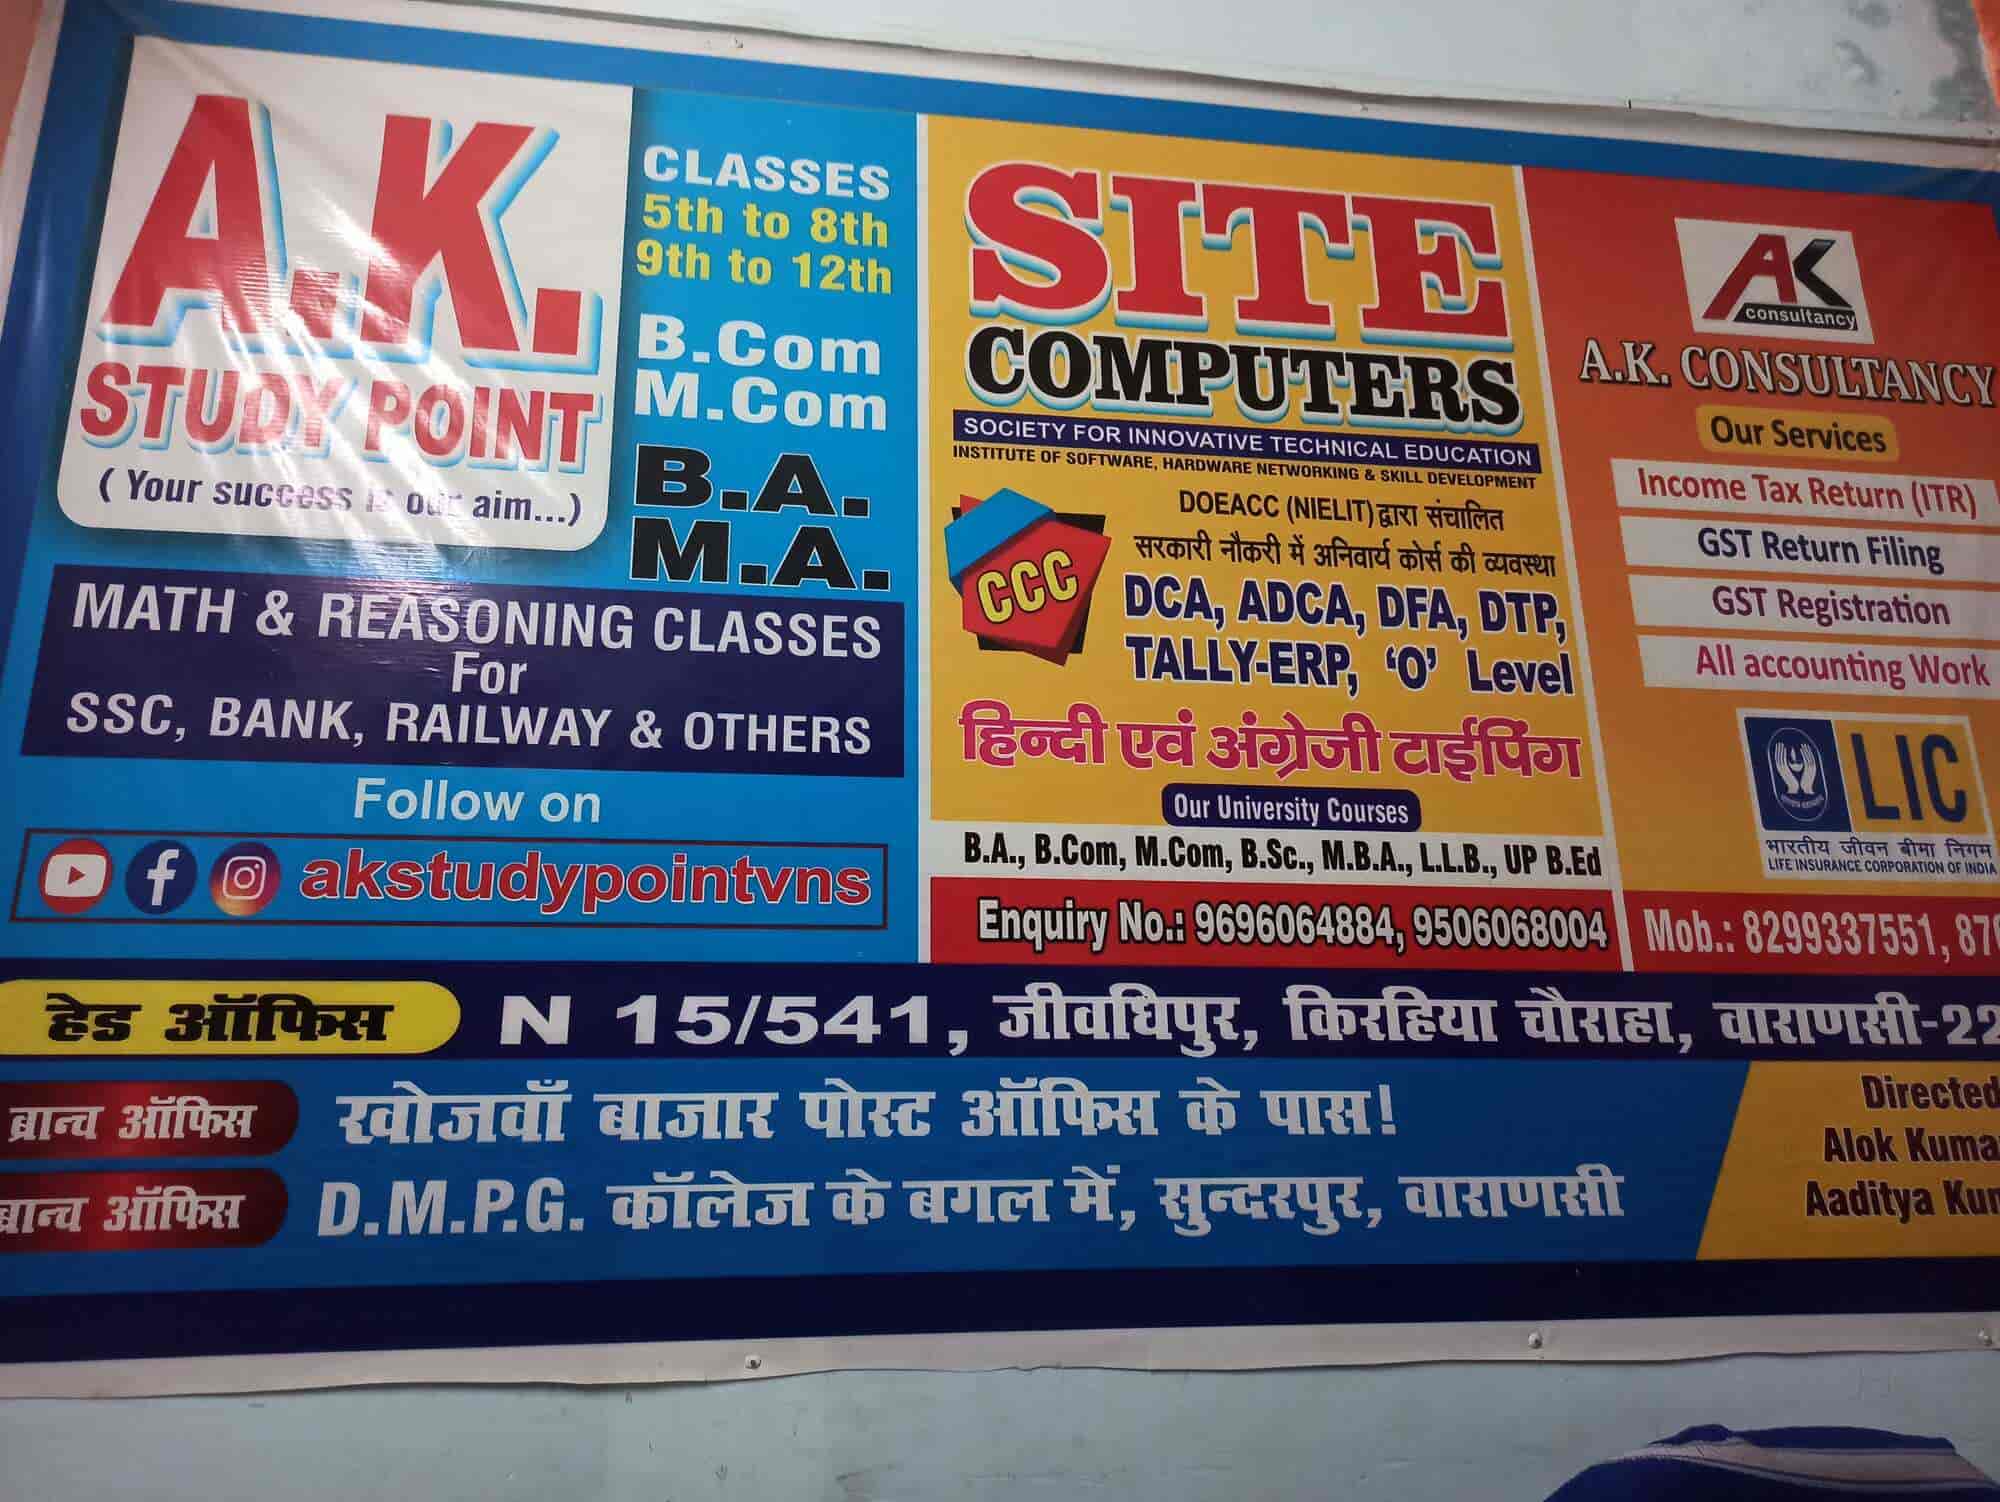 A.K.
STUDY POINT
( Your success is our aim...)
CLASSES
5th to 8th
9th to 12th
B.Com
M.Com
B.A.
M.A.
MATH & REASONING CLASSES
For
SSC, BANK, RAILWAY & OTHERS
Follow on
akstudypointvns
SITE
COMPUTERS
SOCIETY FOR INNOVATIVE TECHNICAL EDUCATION
INSTITUTE OF SOFTWARE, HARDWARE NETWORKING & SKILL DEVELOPMENT
CCC
DOEACC (NIELIT) द्वारा संचालित
सरकारी नौकरी में अनिवार्य कोर्स की व्यवस्था
DCA, ADCA, DFA, DTP,
TALLY-ERP, ‘O’ Level
हिन्दी एवं अंग्रेजी टाईपिंग
Our University Courses
B.A., B.Com, M.Com, B.Sc., M.B.A., L.L.B., UP B.Ed
Enquiry No.: 9696064884, 9506068004
AK
consultancy
A.K. CONSULTANCY
Our Services
Income Tax Return (ITR)
GST Return Filing
GST Registration
All accounting Work
LIC
भारतीय जीवन बीमा निगम
LIFE INSURANCE CORPORATION OF INDIA
Mob.: 8299337551, 870
हेड ऑफिस N 15/541, जीवधिपुर, किरहिया चौराहा, वाराणसी-22
ब्रान्च ऑफिस खोजवाँ बाजार पोस्ट ऑफिस के पास!
ब्रान्च ऑफिस D.M.P.G. कॉलेज के बगल में, सुन्दरपुर, वाराणसी
Directed
Alok Kuma
Aaditya Kum